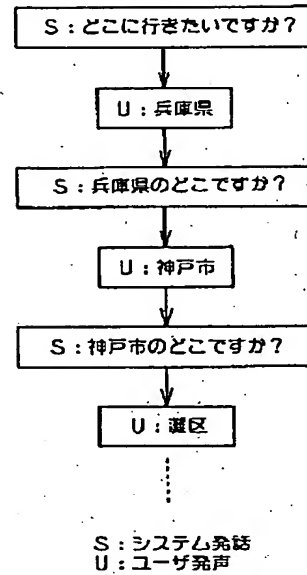 S：どこに行きたいですか？
U：兵庫県
S：兵庫県のどこですか？
U：神戸市
S：神戸市のどこですか？
U：灘区
S：システム発話
U：ユーザ発声